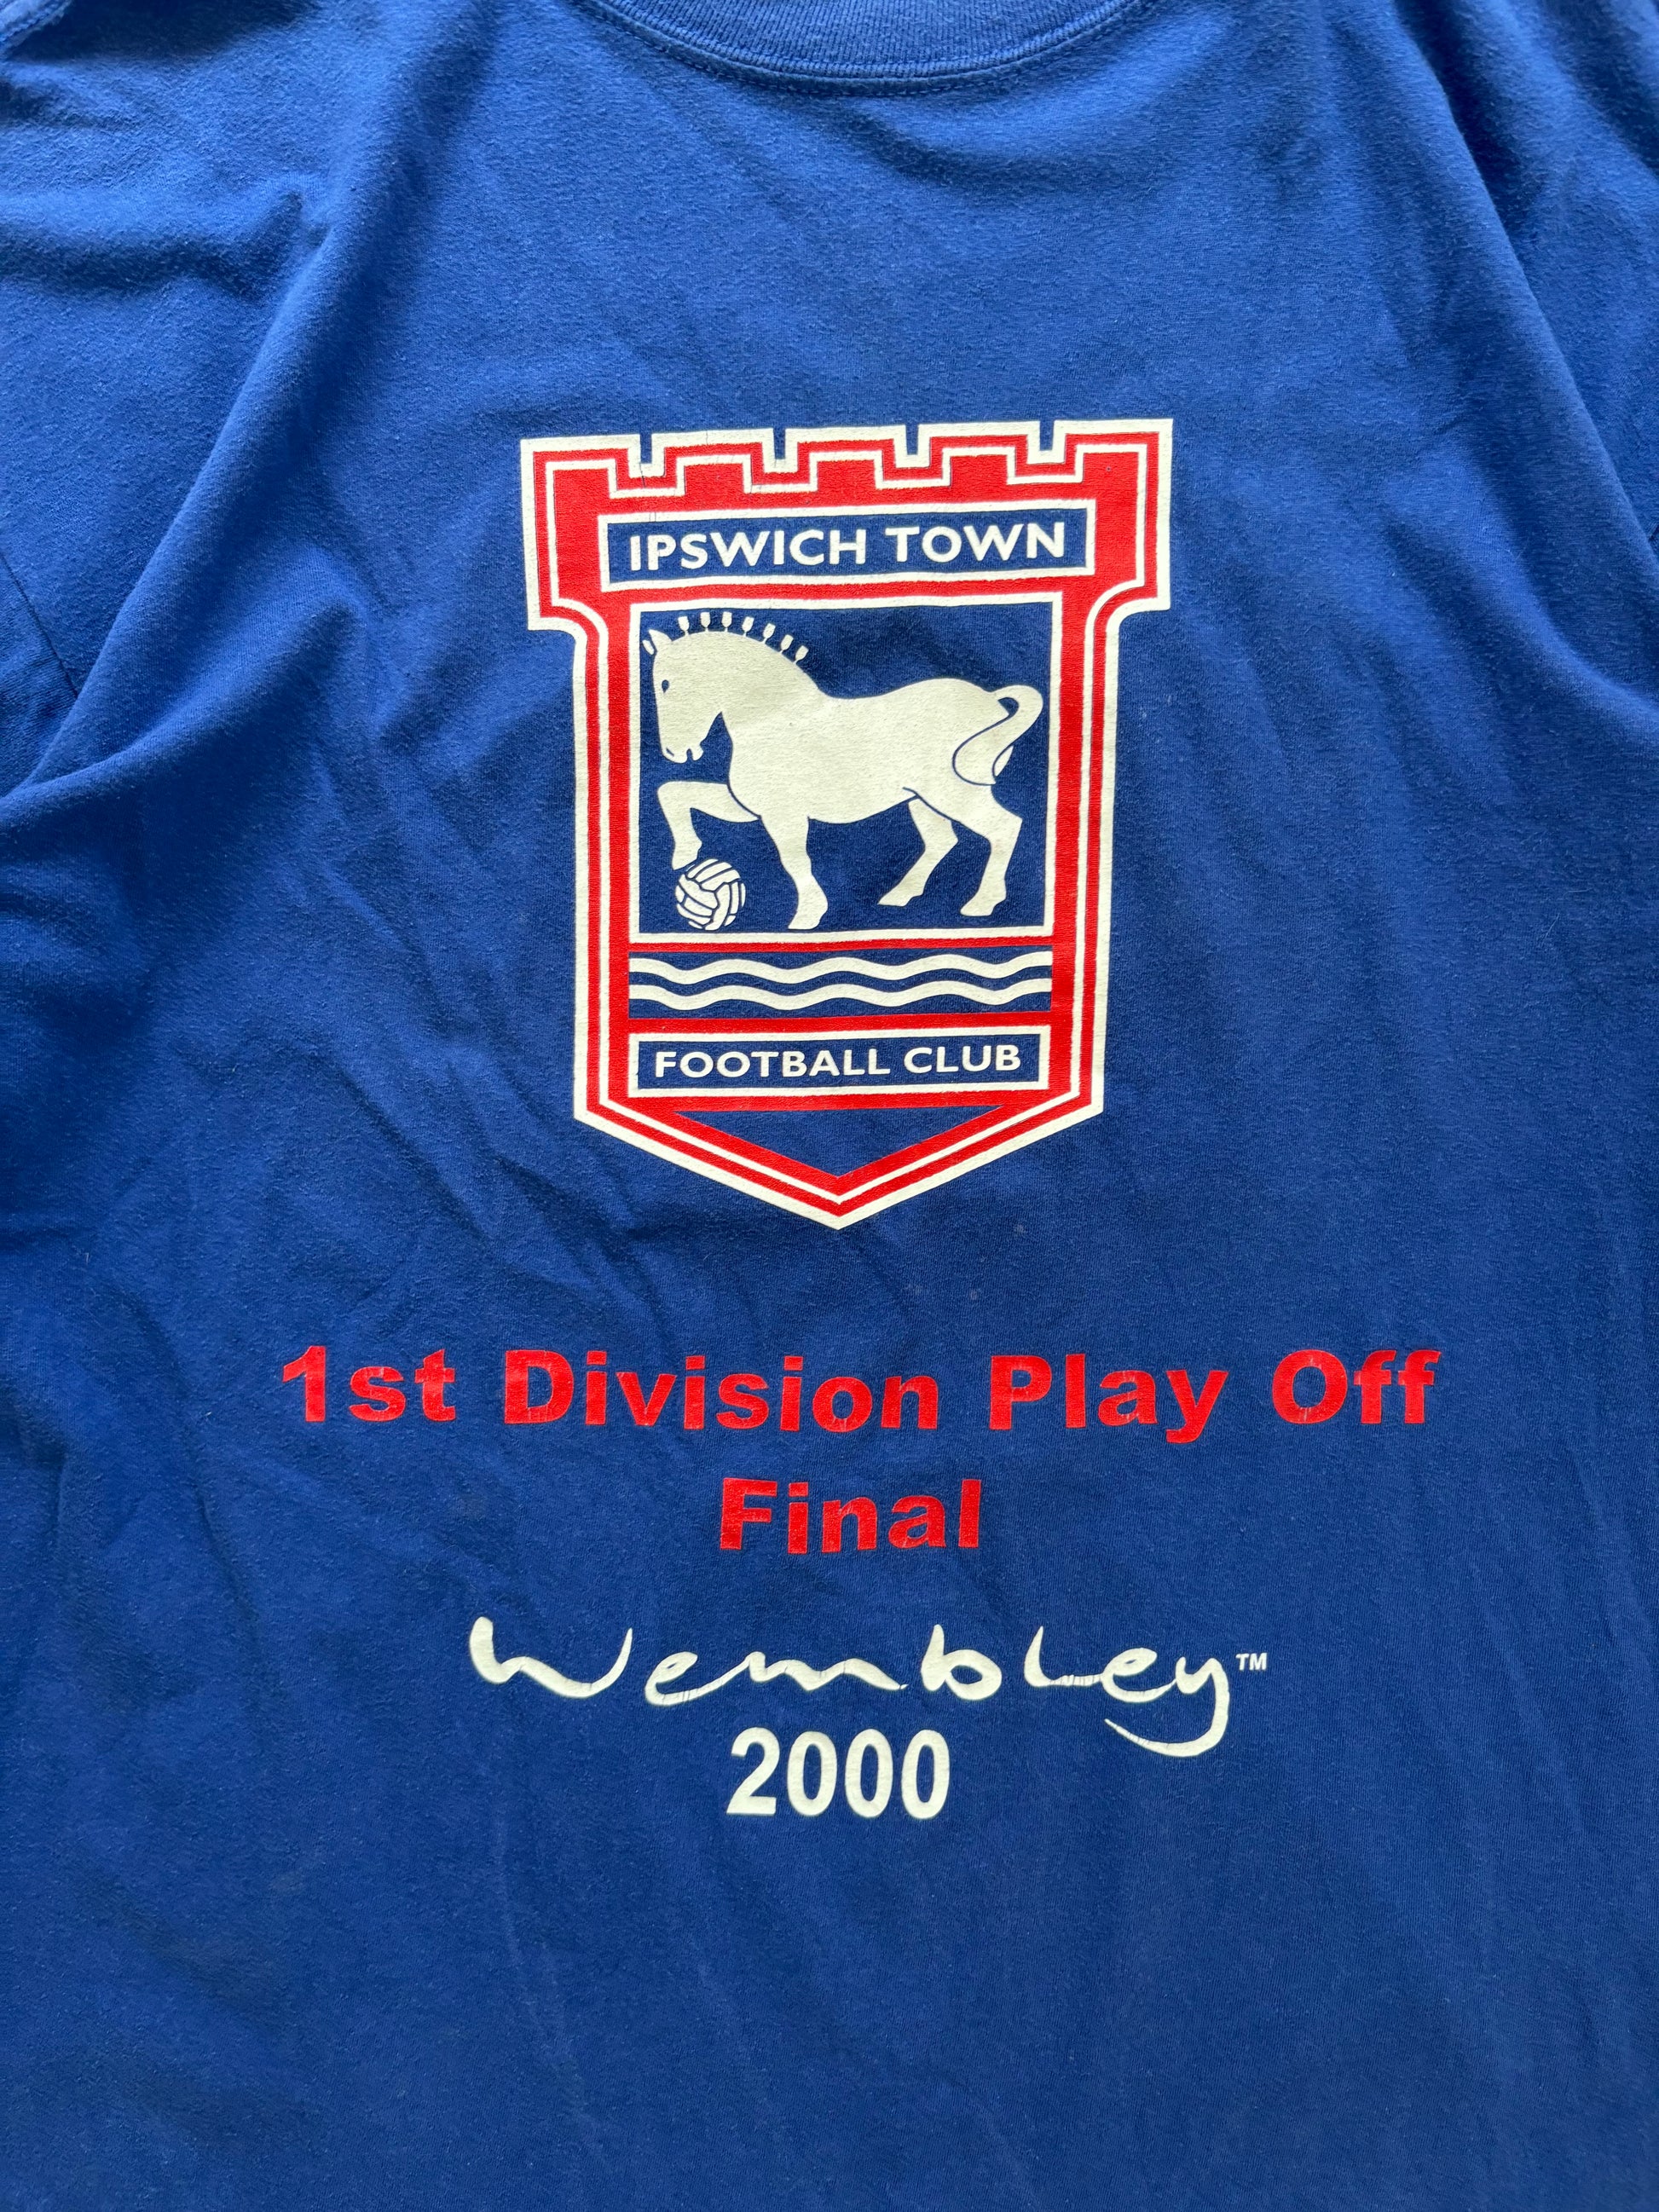 IPSWICH TOWN
FOOTBALL CLUB
1st Division Play Off
Final
Wembley™
2000